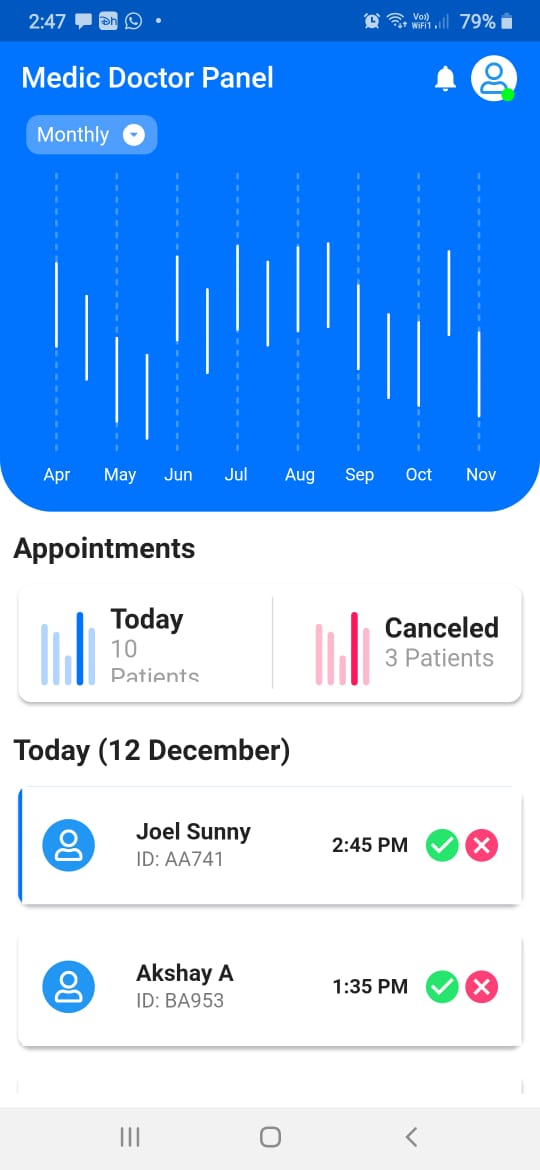 2:47 Dh Vo)) WiFi1 79%
Medic Doctor Panel
Monthly
Apr May Jun Jul Aug Sep Oct Nov
Appointments
Today
10
Patients
Canceled
3 Patients
Today (12 December)
Joel Sunny
ID: AA741
2:45 PM
Akshay A
ID: BA953
1:35 PM